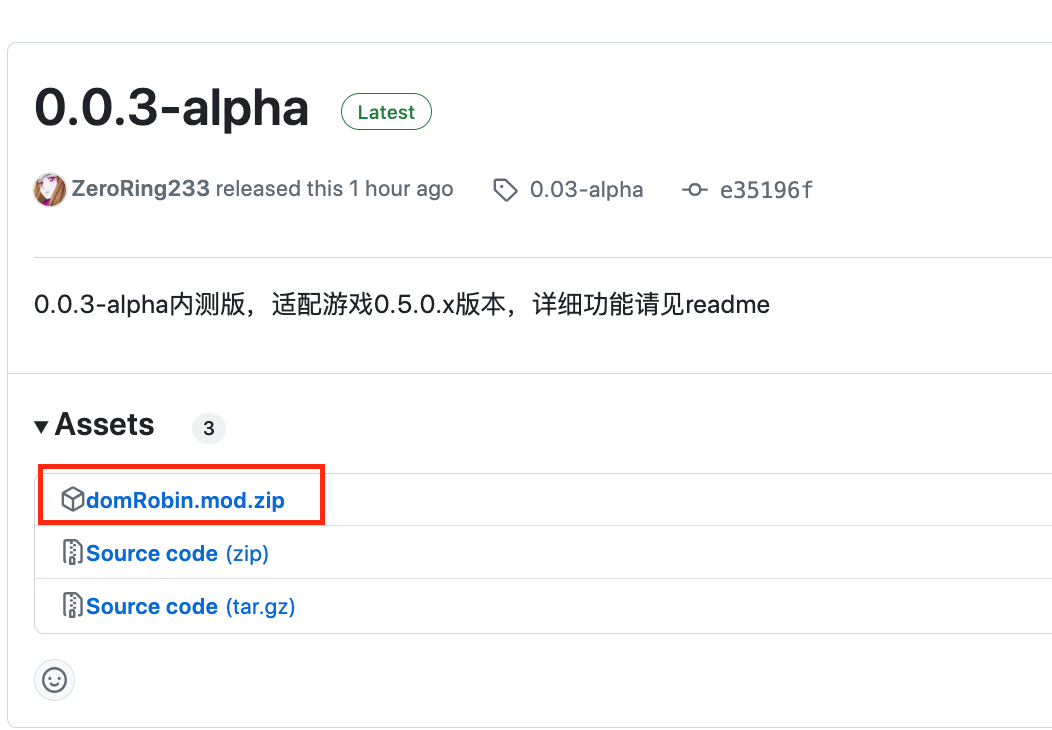 0.0.3-alpha Latest
ZeroRing233 released this 1 hour ago 0.03-alpha e35196f
0.0.3-alpha内测版，适配游戏0.5.0.x版本，详细功能请见readme
Assets 3
domRobin.mod.zip
Source code (zip)
Source code (tar.gz)